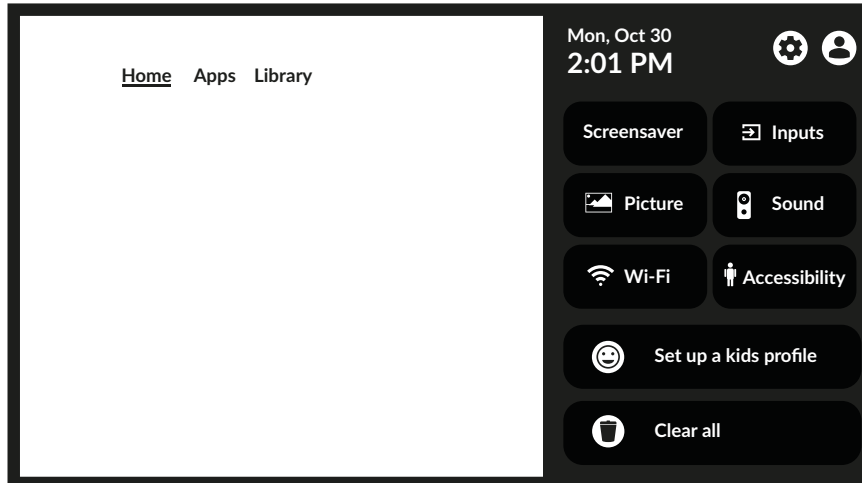 Home Apps Library
Mon, Oct 30
2:01 PM
Screensaver
Inputs
Picture
Sound
Wi-Fi
Accessibility
Set up a kids profile
Clear all